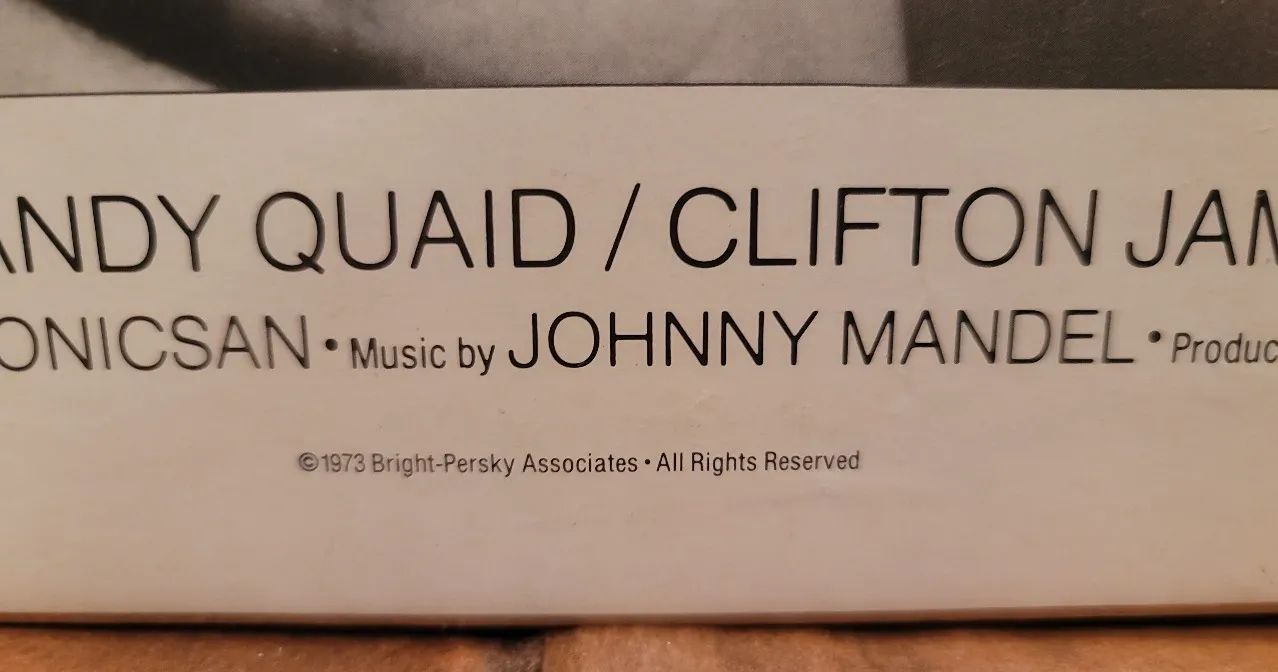 ANDY QUAID / CLIFTON JAM
ONICSAN • Music by JOHNNY MANDEL • Produc
©1973 Bright-Persky Associates • All Rights Reserved